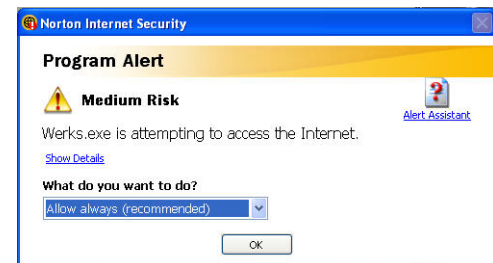 Norton Internet Security
Program Alert
Medium Risk
Alert Assistant
Werks.exe is attempting to access the Internet.
Show Details
What do you want to do?
Allow always (recommended)
OK